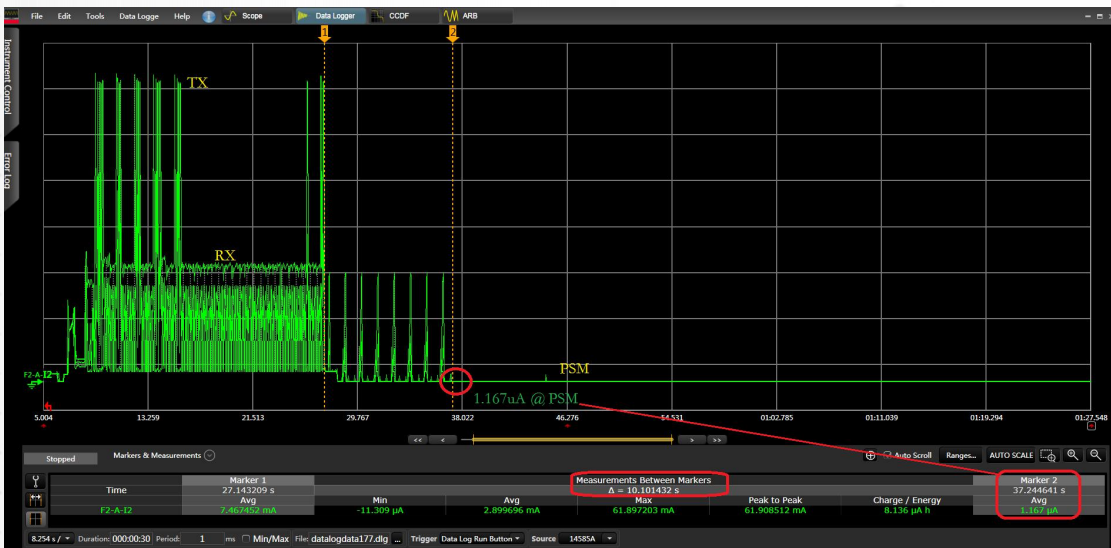 File Edit Tools Data Logge Help Scope Data Logger CCDF ARB
Instrument Control
Error Log
1 2
TX
RX
F2-A-I2
PSM
1.167uA @ PSM
5.004 13.259 21.513 29.767 38.022 46.276 54.531 01:02.785 01:11.039 01:19.294 01:27.548
<< < > >>
Stopped Markers & Measurements Auto Scroll Ranges... AUTO SCALE
Marker 1 Measurements Between Markers Marker 2
Time 27.143209 s Δ = 10.101432 s 37.244641 s
Avg Min Avg Max Peak to Peak Charge / Energy Avg
F2-A-I2 7.467452 mA -11.309 µA 2.899696 mA 61.897203 mA 61.908512 mA 8.136 µA h 1.167 µA
8.254 s / Duration: 000:00:30 Period: 1 ms Min/Max File: datalogdata177.dlg ... Trigger Data Log Run Button Source 14585A